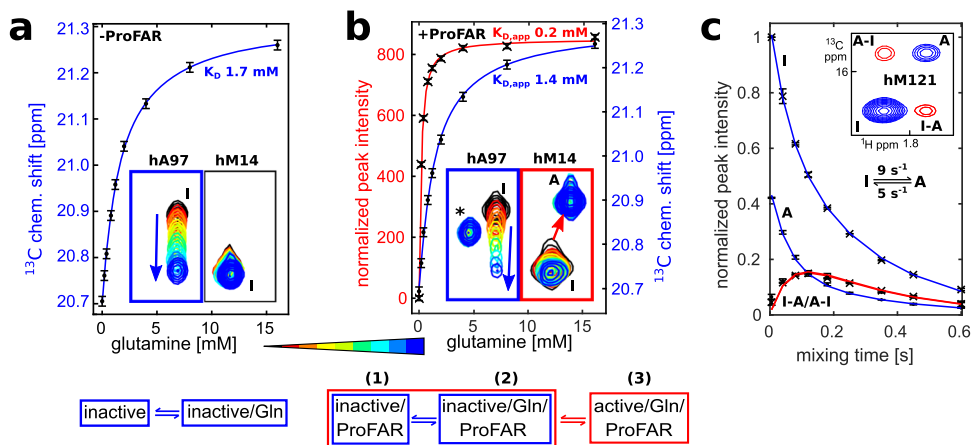 a
-ProFAR
K_D 1.7 mM
21.3
21.2
21.1
21.0
20.9
20.8
20.7
¹³C chem. shift [ppm]
hA97
hM14
I
I
0
5
10
15
glutamine [mM]
b
+ProFAR
K_D,app 0.2 mM
K_D,app 1.4 mM
800
600
400
200
0
normalized peak intensity
21.3
21.2
21.1
21.0
20.9
20.8
20.7
¹³C chem. shift [ppm]
hA97
hM14
*
I
A
I
0
5
10
15
glutamine [mM]
c
1
0.8
0.6
0.4
0.2
0
normalized peak intensity
I
A
I-A/A-I
A-I
A
¹³C
ppm
16
hM121
I
I-A
¹H ppm 1.8
I 9 s⁻¹ ⇌ 5 s⁻¹ A
0.0
0.2
0.4
0.6
mixing time [s]
inactive ⇌ inactive/Gln
(1)
(2)
(3)
inactive/
ProFAR
inactive/Gln/
ProFAR
active/Gln/
ProFAR